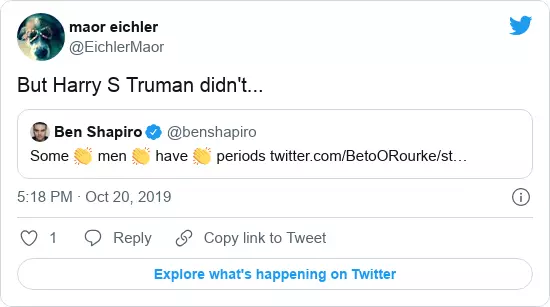 maor eichler
@EichlerMaor
But Harry S Truman didn't...
Ben Shapiro @benshapiro
Some 👏 men 👏 have 👏 periods twitter.com/BetoORourke/st…
5:18 PM · Oct 20, 2019
1 Reply Copy link to Tweet
Explore what's happening on Twitter